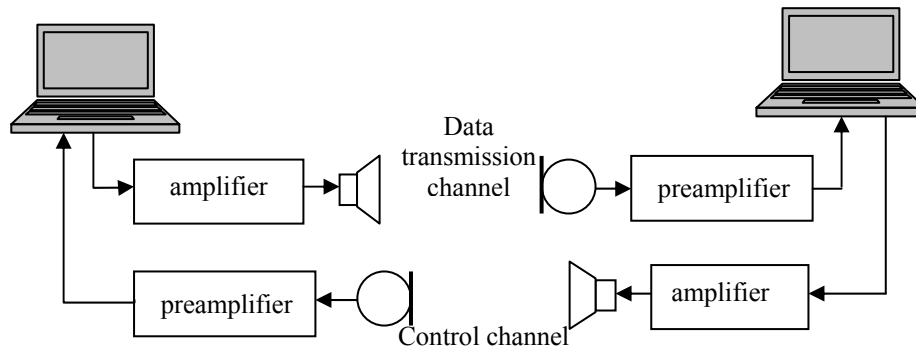 Data
transmission
channel
amplifier
preamplifier
preamplifier
amplifier
Control channel